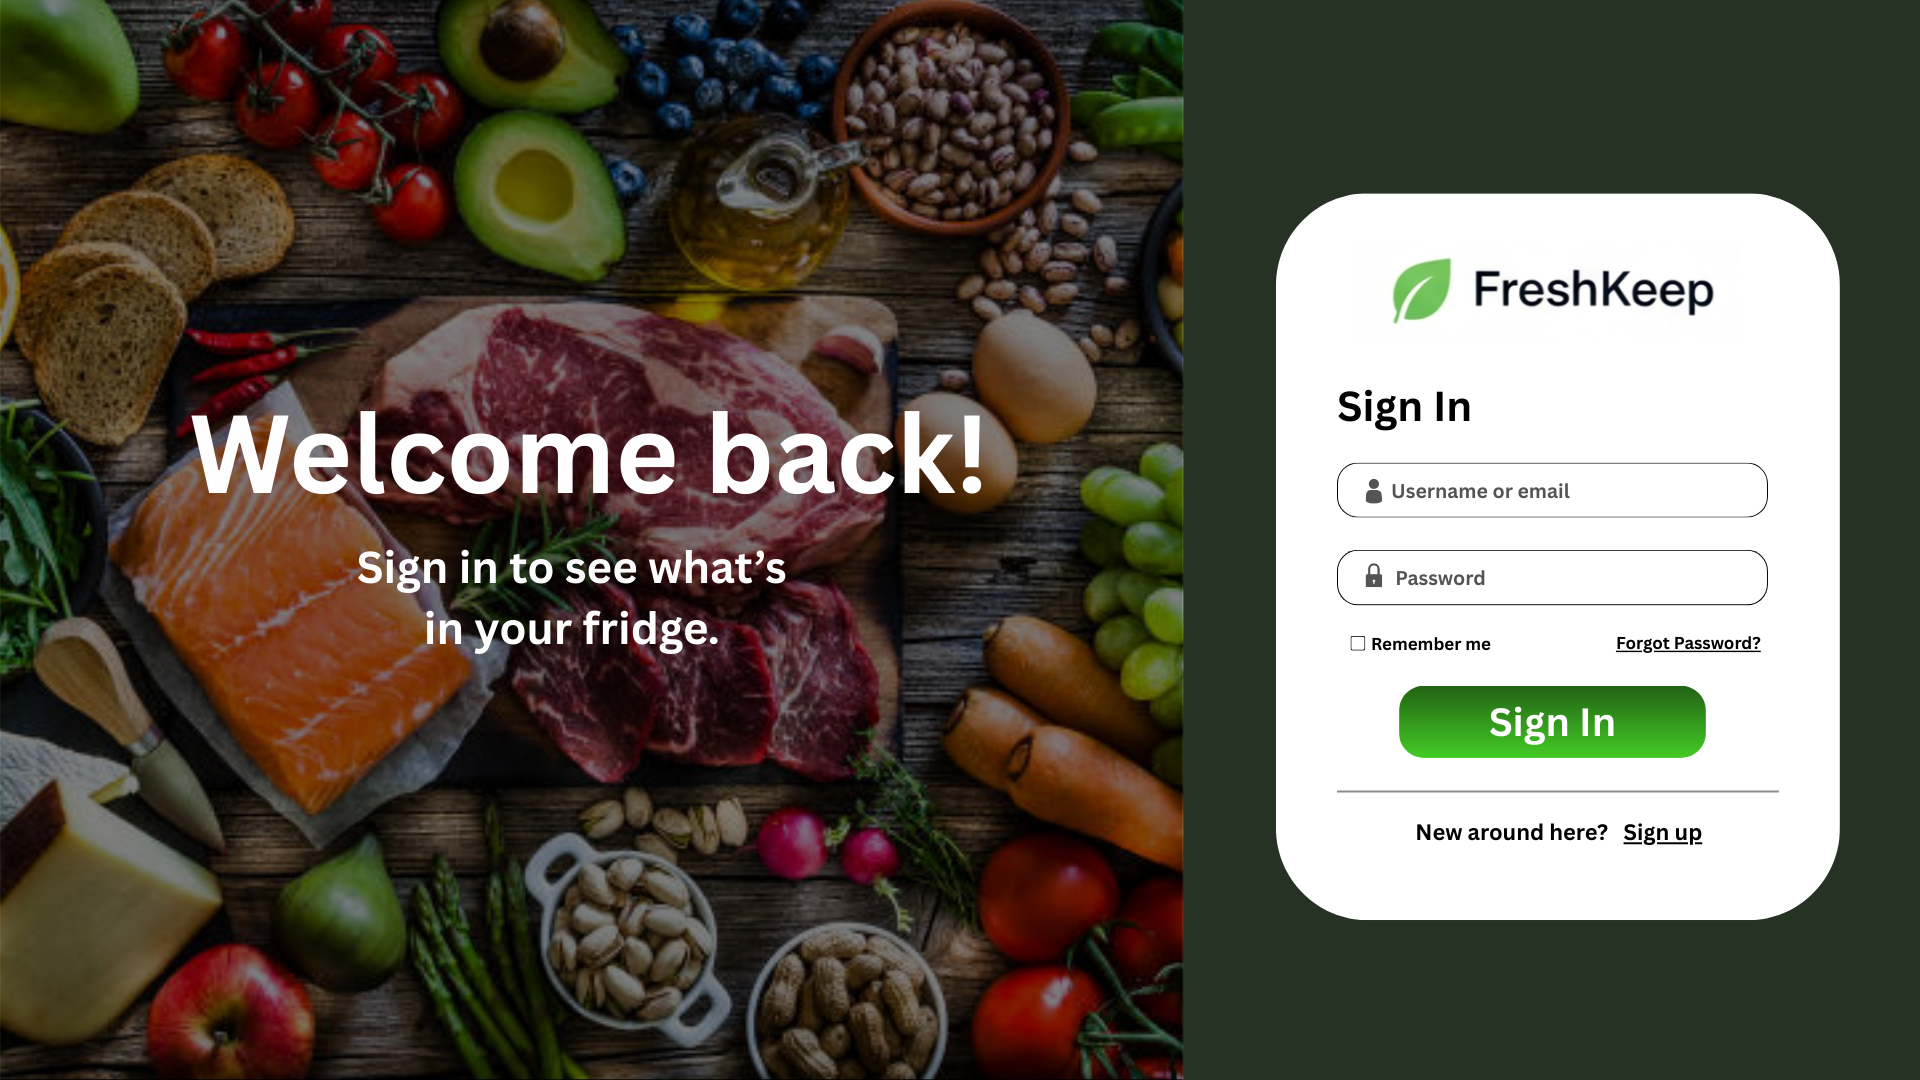 Welcome back!
Sign in to see what’s
in your fridge.
FreshKeep
Sign In
Username or email
Password
Remember me
Forgot Password?
Sign In
New around here? Sign up